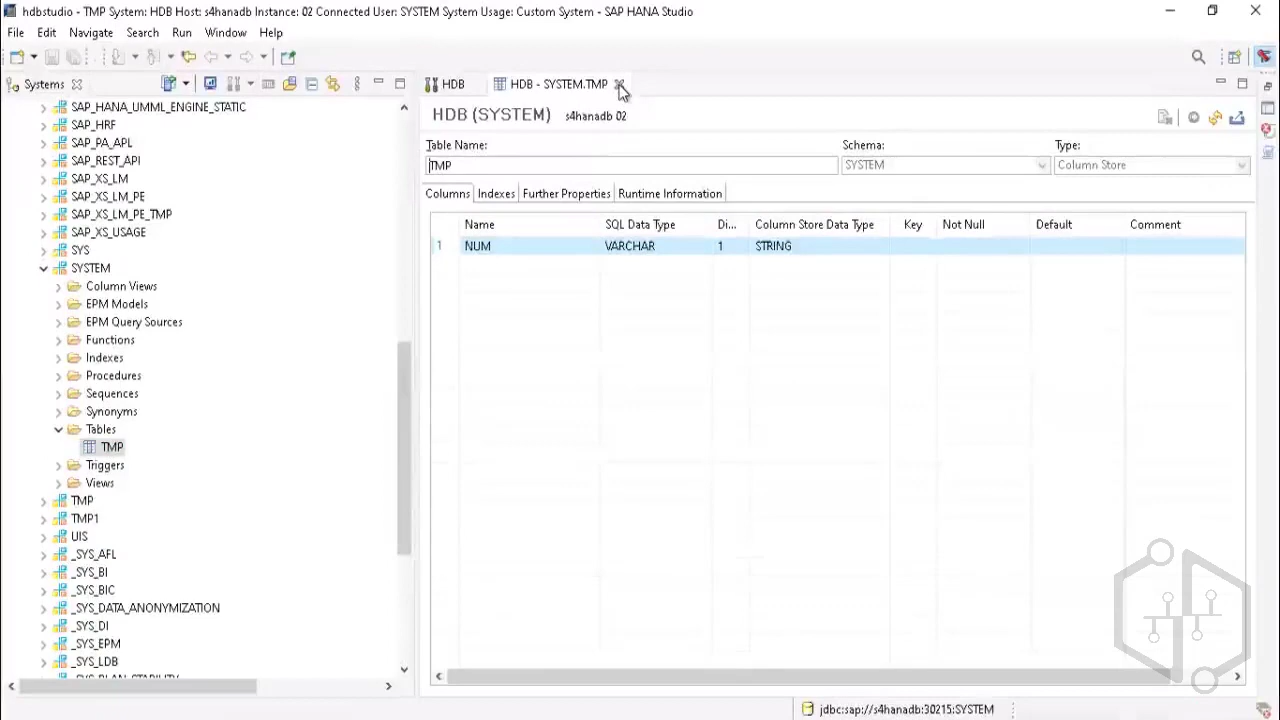 hdbstudio - TMP System: HDB Host: s4hanadb Instance: 02 Connected User: SYSTEM System Usage: Custom System - SAP HANA Studio
File Edit Navigate Search Run Window Help
Systems
SAP_HANA_UMML_ENGINE_STATIC
SAP_HRF
SAP_PA_APL
SAP_REST_API
SAP_XS_LM
SAP_XS_LM_PE
SAP_XS_LM_PE_TMP
SAP_XS_USAGE
SYS
SYSTEM
Column Views
EPM Models
EPM Query Sources
Functions
Indexes
Procedures
Sequences
Synonyms
Tables
TMP
Triggers
Views
TMP
TMP1
UIS
_SYS_AFL
_SYS_BI
_SYS_BIC
_SYS_DATA_ANONYMIZATION
_SYS_DI
_SYS_EPM
_SYS_LDB
_SYS_PLAN_STABILITY
HDB HDB - SYSTEM.TMP
HDB (SYSTEM) s4hanadb 02
Table Name: Schema: Type:
TMP SYSTEM Column Store
Columns Indexes Further Properties Runtime Information
Name SQL Data Type Di... Column Store Data Type Key Not Null Default Comment
1 NUM VARCHAR 1 STRING
jdbc:sap://s4hanadb:30215:SYSTEM